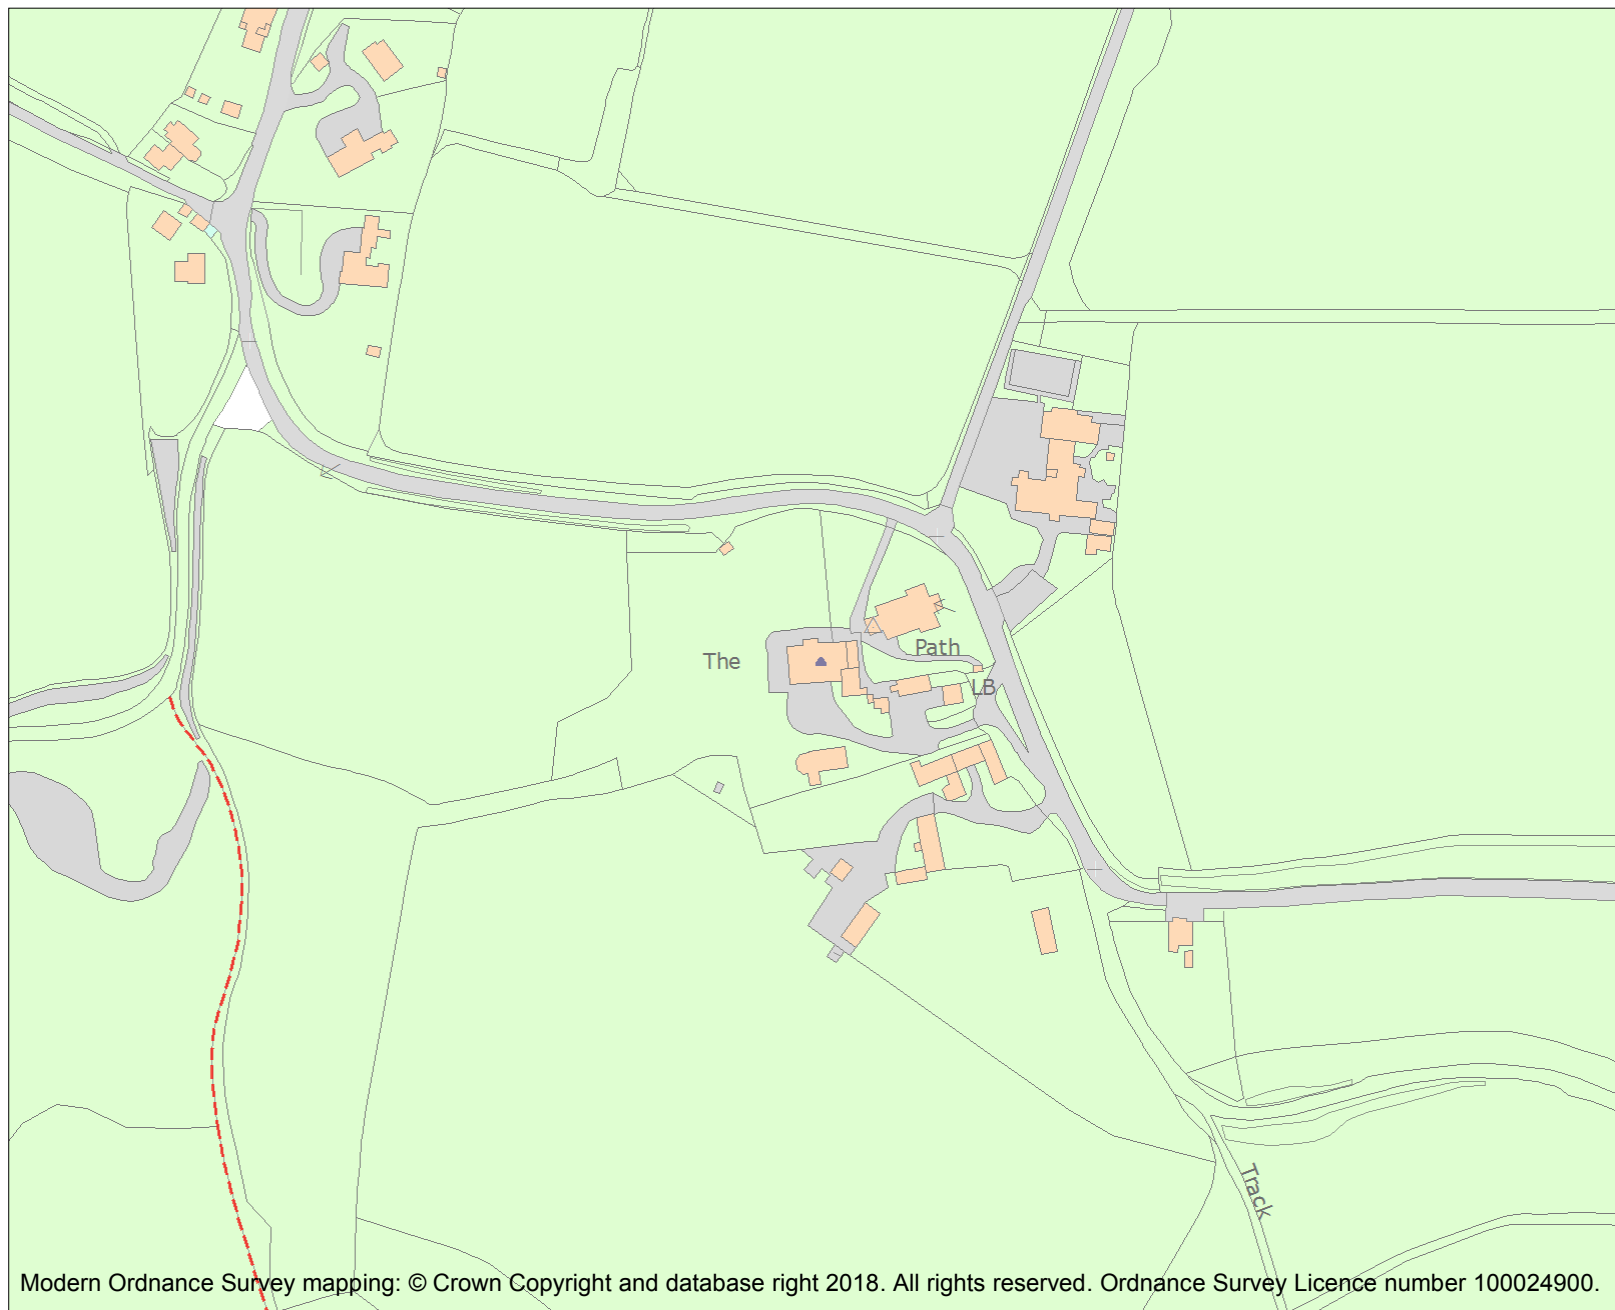 Path
The
LB
Track
Modern Ordnance Survey mapping: © Crown Copyright and database right 2018. All rights reserved. Ordnance Survey Licence number 100024900.